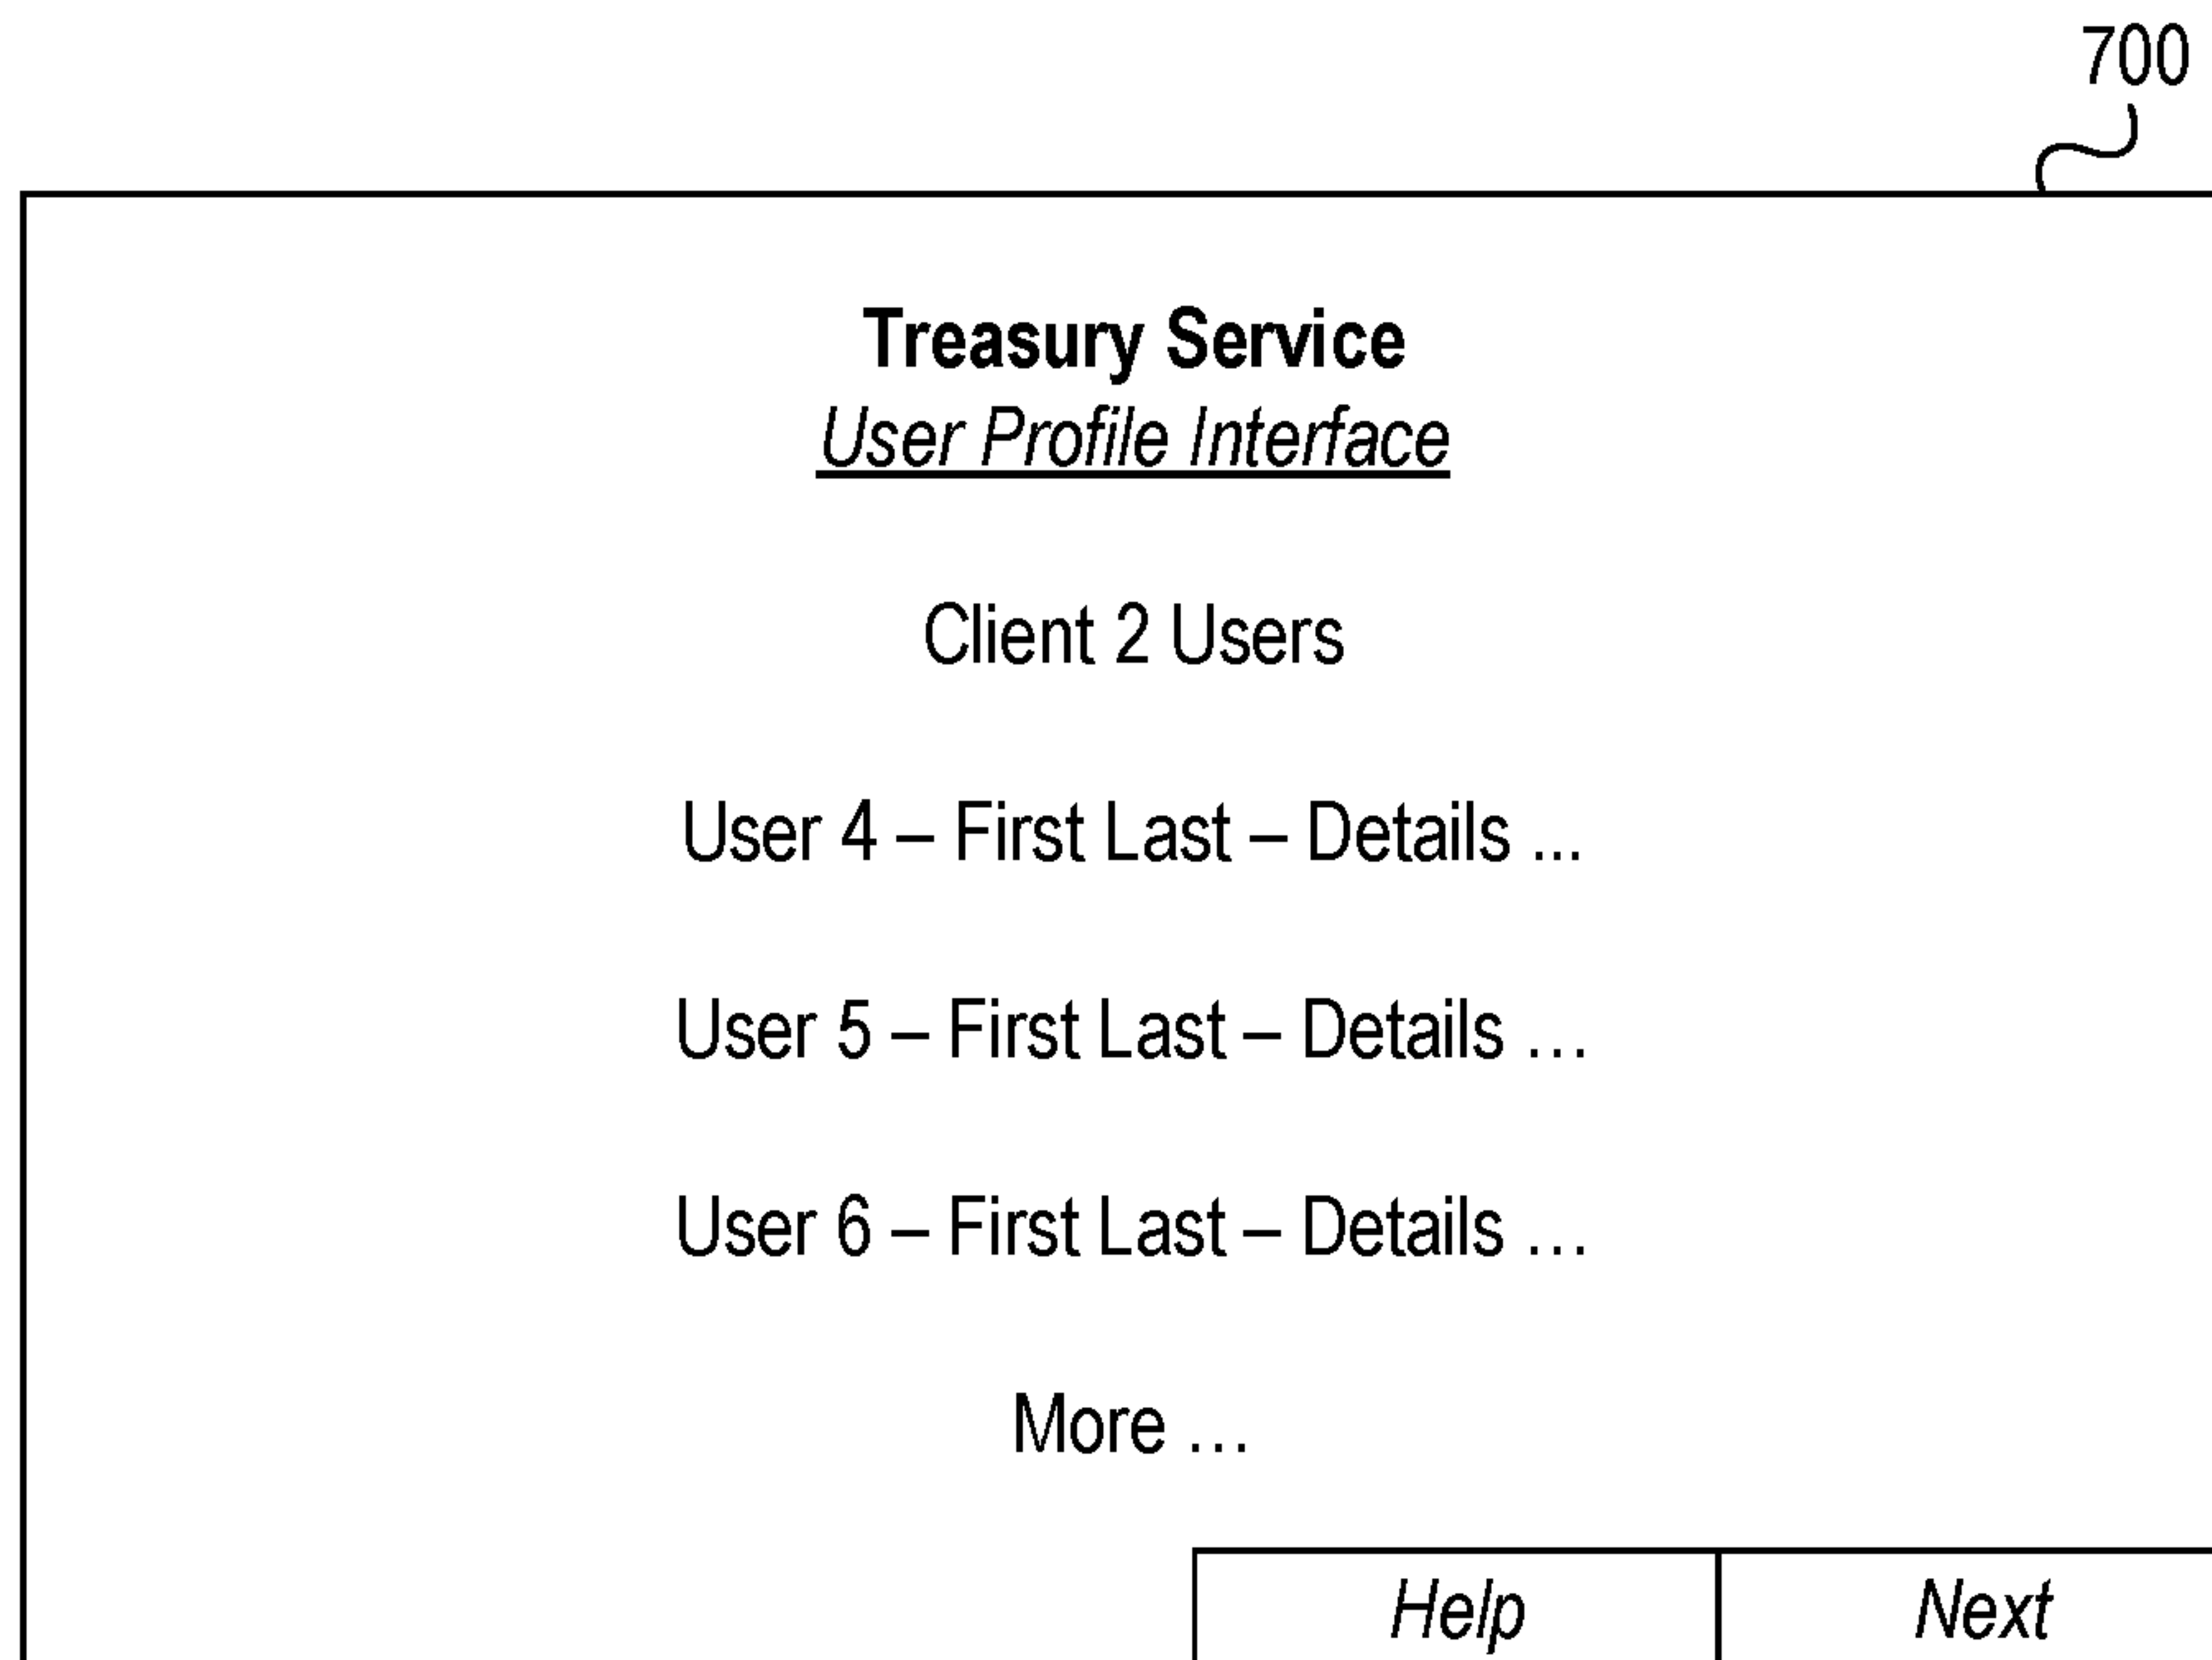 700
Treasury Service
User Profile Interface
Client 2 Users
User 4 – First Last – Details ...
User 5 – First Last – Details …
User 6 – First Last – Details …
More …
Help Next